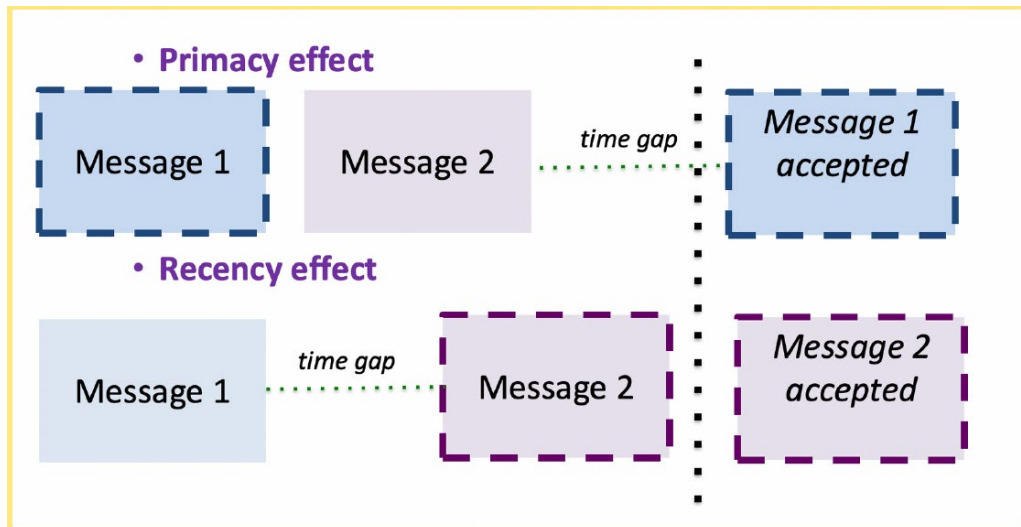 • Primacy effect
Message 1
Message 2
time gap
Message 1
accepted
• Recency effect
Message 1
time gap
Message 2
Message 2
accepted